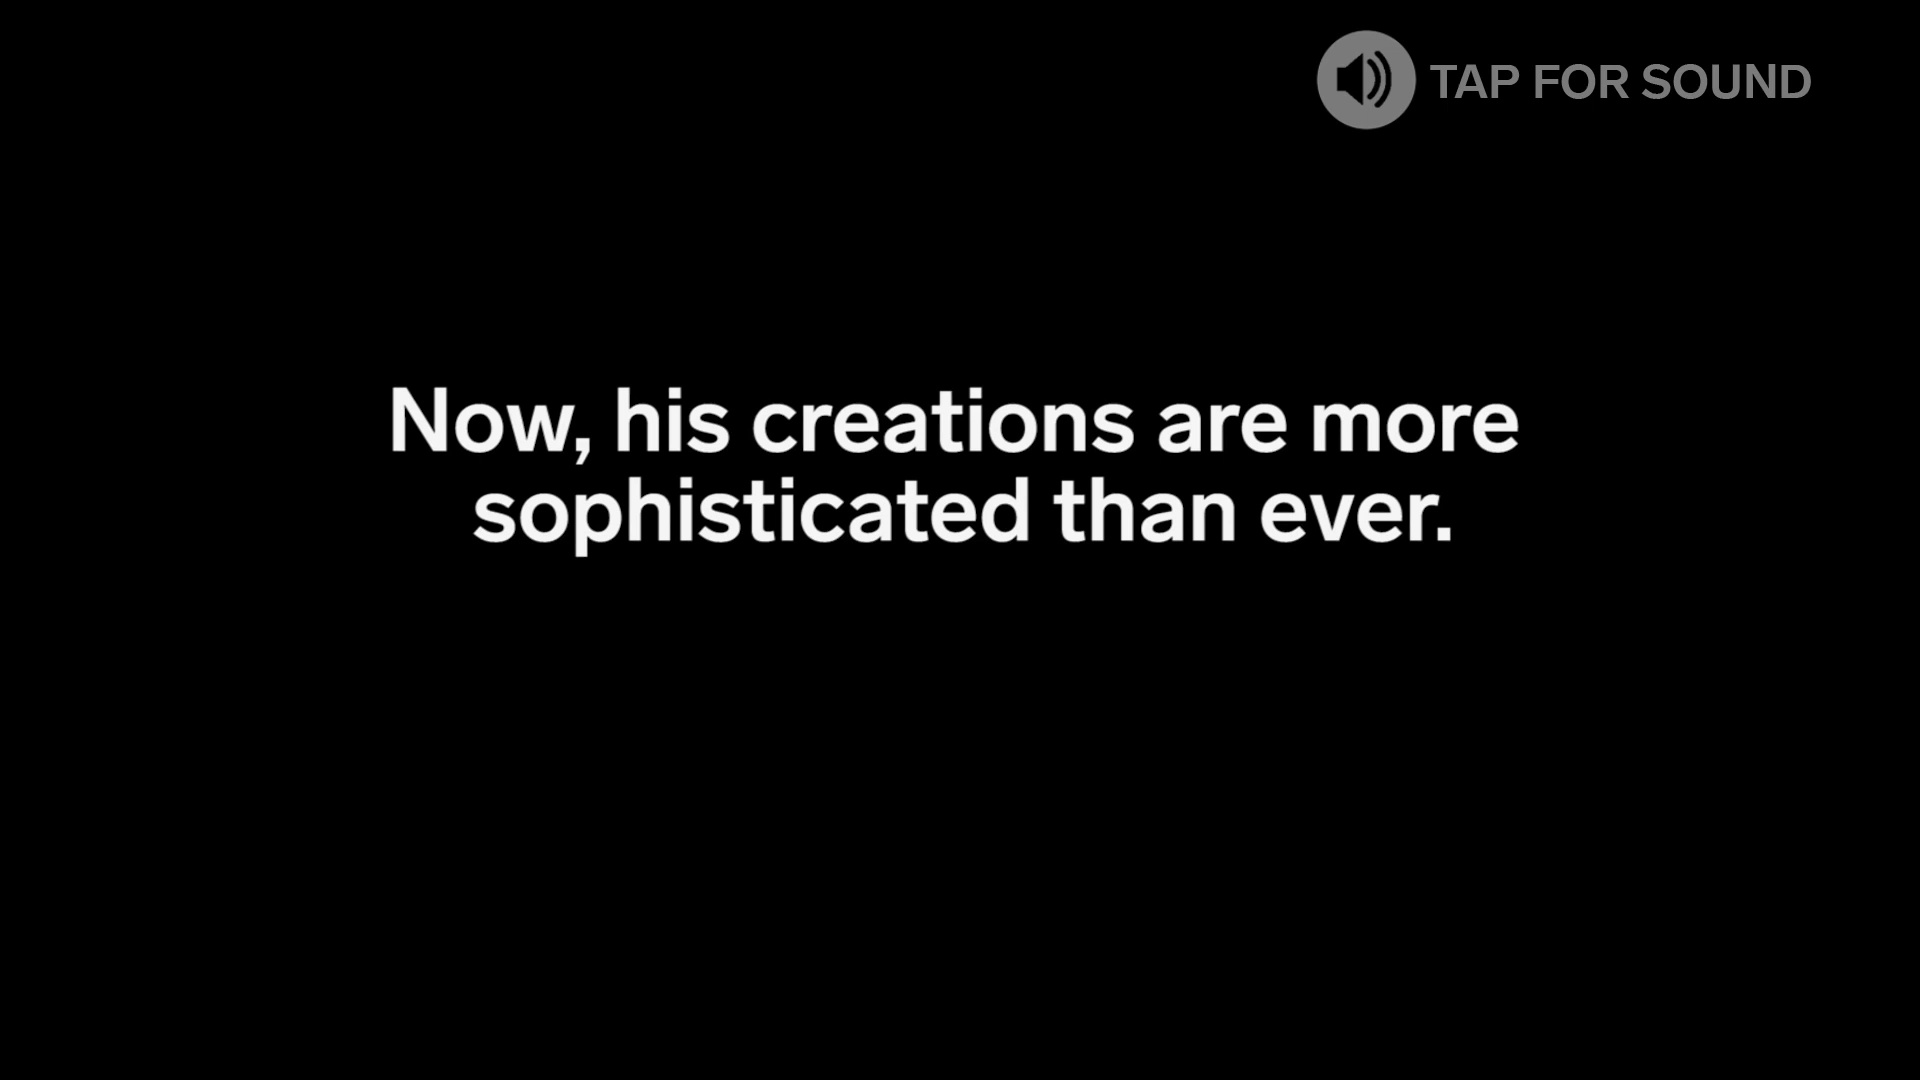 TAP FOR SOUND
Now, his creations are more
sophisticated than ever.